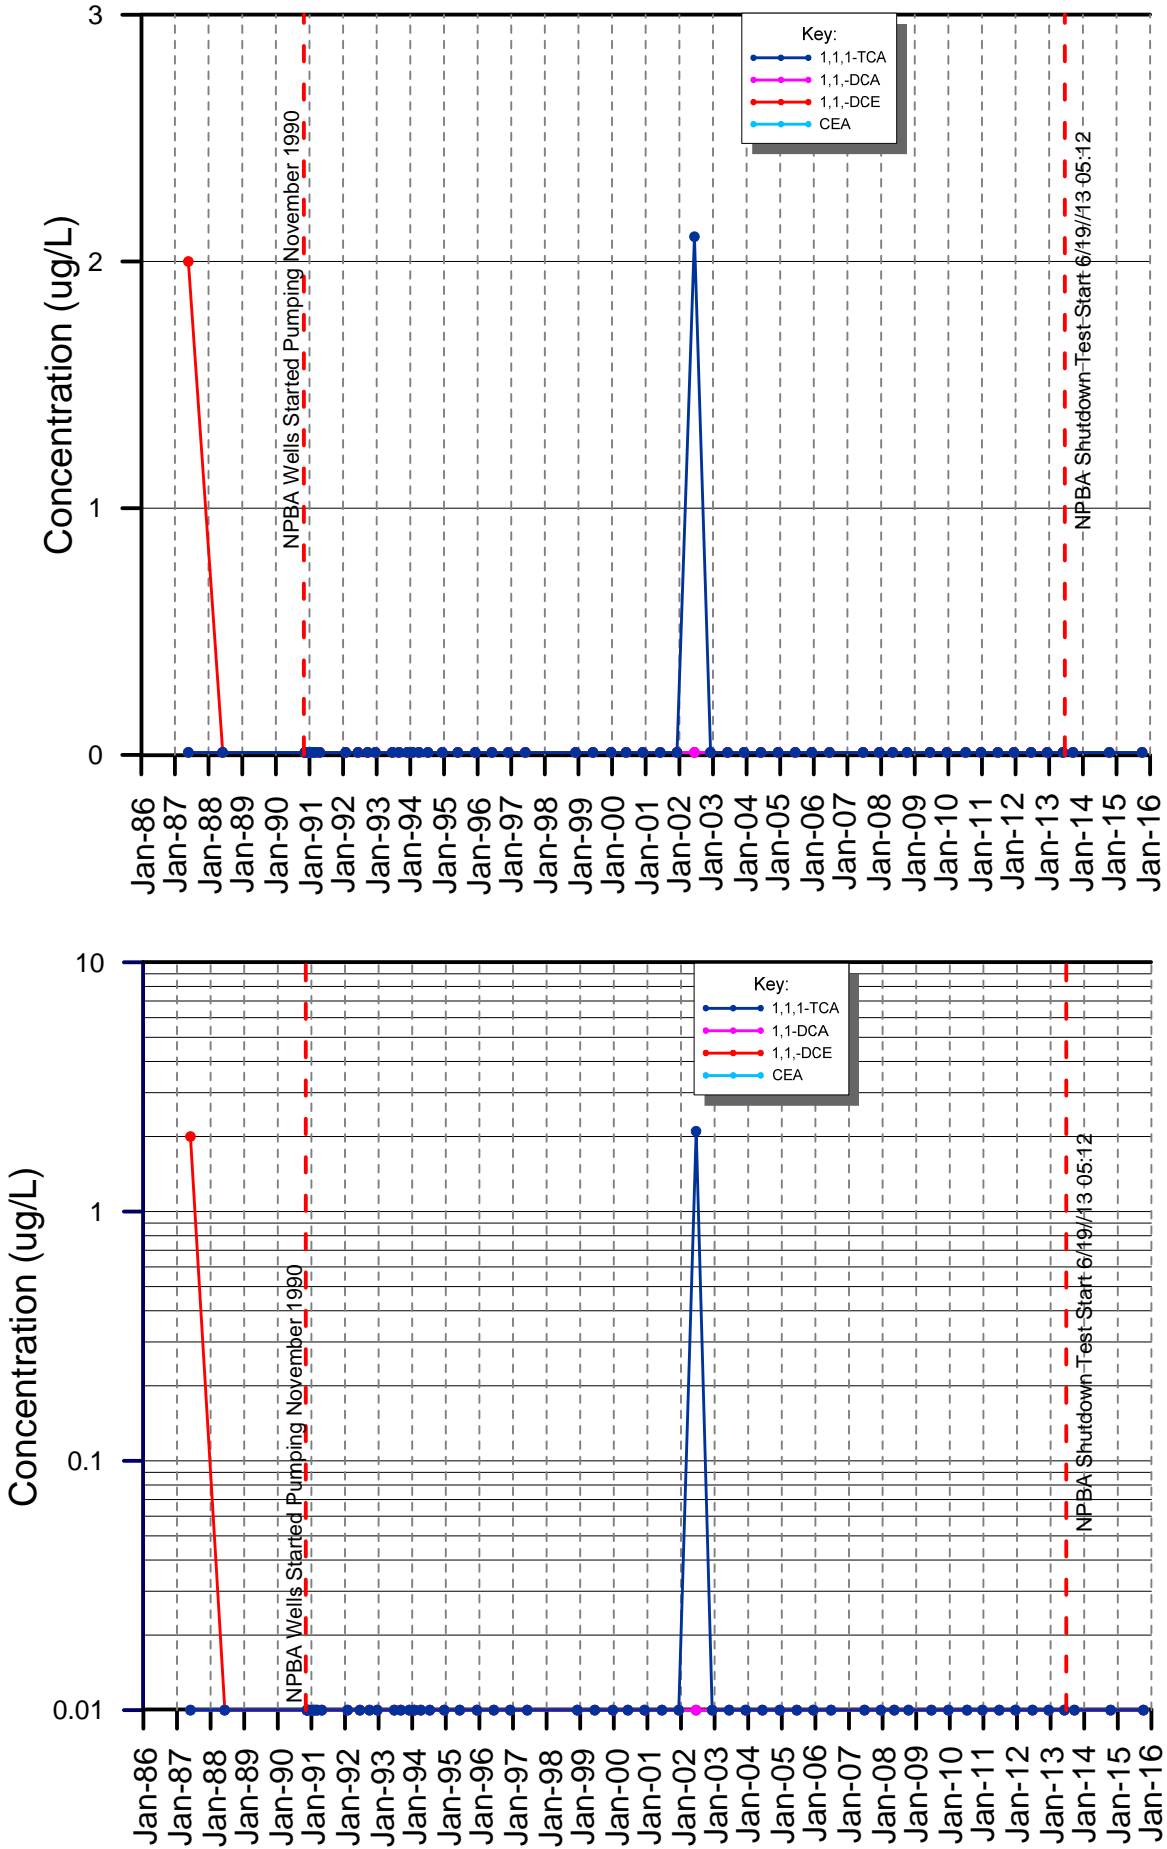 3
2
1
0
Concentration (ug/L)
Key:
1,1,1-TCA
1,1,-DCA
1,1,-DCE
CEA
NPBA Wells Started Pumping November 1990
NPBA Shutdown Test Start 6/19//13 05:12
Jan-86
Jan-87
Jan-88
Jan-89
Jan-90
Jan-91
Jan-92
Jan-93
Jan-94
Jan-95
Jan-96
Jan-97
Jan-98
Jan-99
Jan-00
Jan-01
Jan-02
Jan-03
Jan-04
Jan-05
Jan-06
Jan-07
Jan-08
Jan-09
Jan-10
Jan-11
Jan-12
Jan-13
Jan-14
Jan-15
Jan-16
10
1
0.1
0.01
Concentration (ug/L)
Key:
1,1,1-TCA
1,1-DCA
1,1,-DCE
CEA
NPBA Wells Started Pumping November 1990
NPBA Shutdown Test Start 6/19//13 05:12
Jan-86
Jan-87
Jan-88
Jan-89
Jan-90
Jan-91
Jan-92
Jan-93
Jan-94
Jan-95
Jan-96
Jan-97
Jan-98
Jan-99
Jan-00
Jan-01
Jan-02
Jan-03
Jan-04
Jan-05
Jan-06
Jan-07
Jan-08
Jan-09
Jan-10
Jan-11
Jan-12
Jan-13
Jan-14
Jan-15
Jan-16